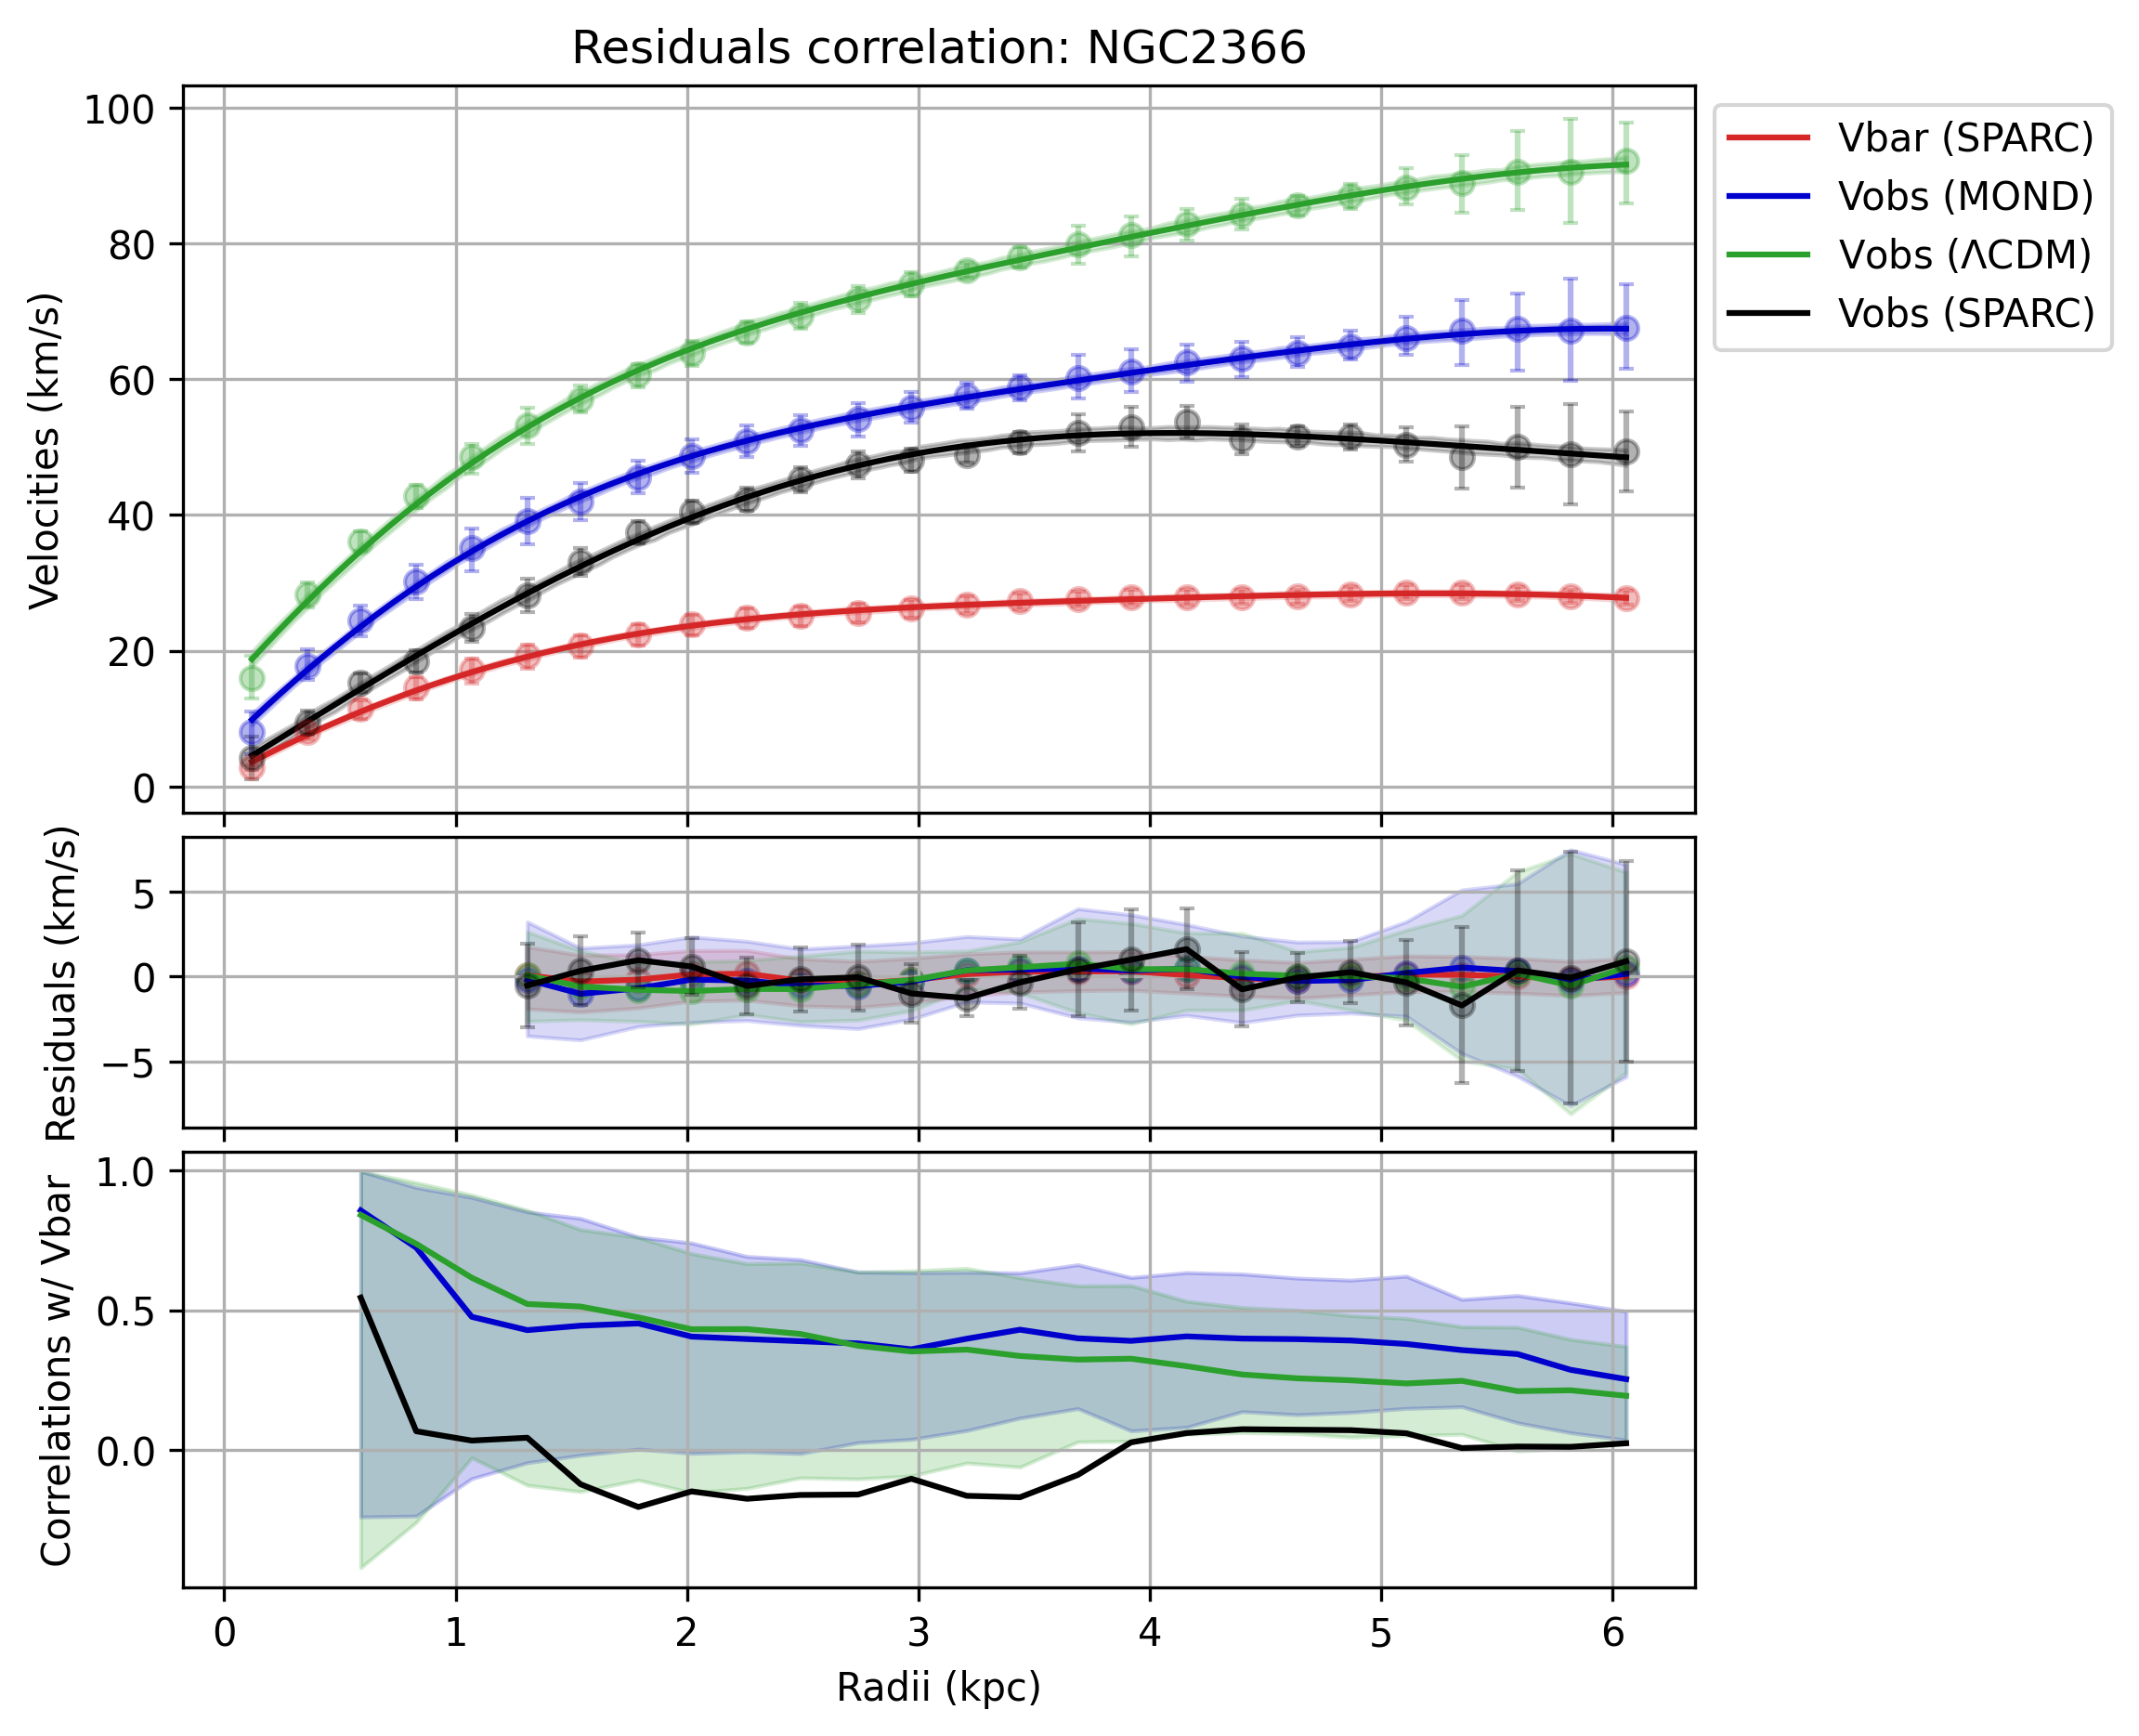 Residuals correlation: NGC2366
Velocities (km/s)
100
80
60
40
20
0
Vbar (SPARC)
Vobs (MOND)
Vobs (ΛCDM)
Vobs (SPARC)
Residuals (km/s)
5
0
−5
Correlations w/ Vbar
1.0
0.5
0.0
0 1 2 3 4 5 6
Radii (kpc)